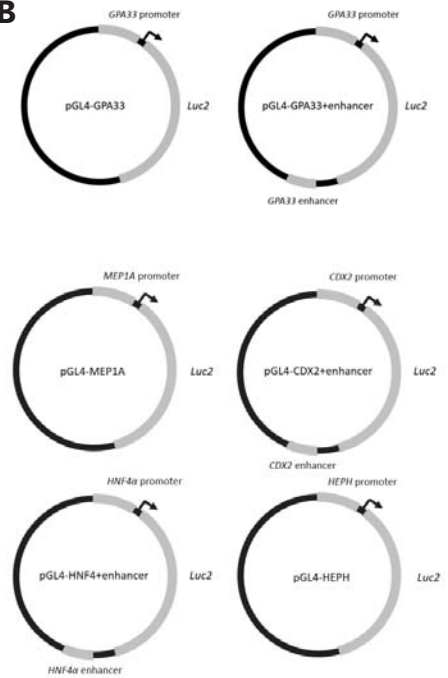 B
GPA33 promoter
GPA33 promoter
pGL4-GPA33
Luc2
pGL4-GPA33+enhancer
Luc2
GPA33 enhancer
MEP1A promoter
CDX2 promoter
pGL4-MEP1A
Luc2
pGL4-CDX2+enhancer
Luc2
CDX2 enhancer
HNF4α promoter
HEPH promoter
pGL4-HNF4+enhancer
Luc2
pGL4-HEPH
Luc2
HNF4α enhancer